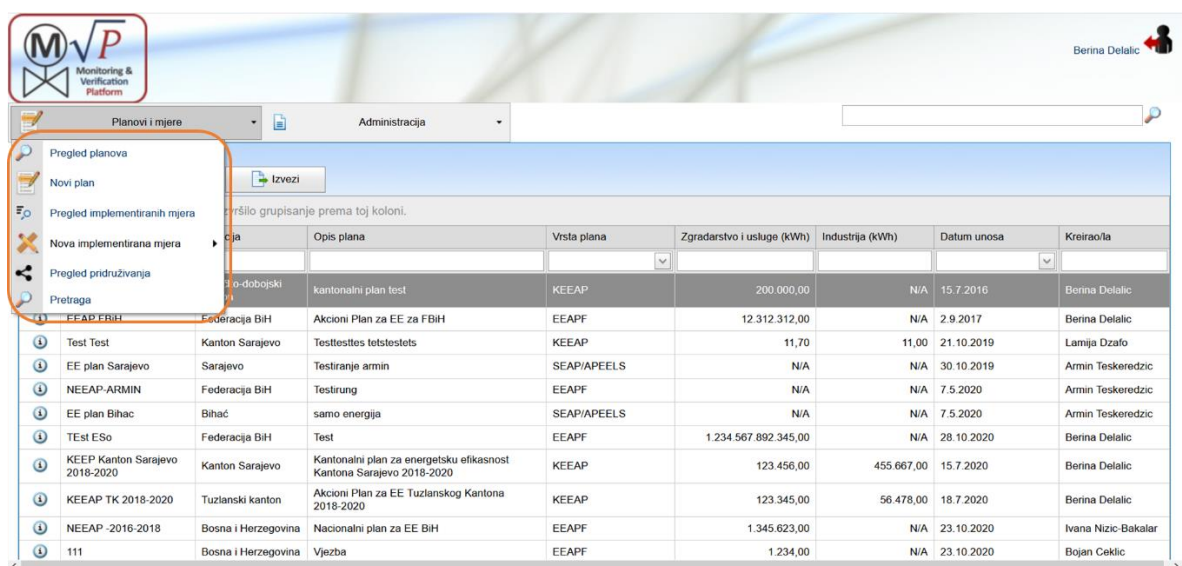 M√P
Monitoring &
Verification
Platform
Berina Delalic
Planovi i mjere
Administracija
Pregled planova
Novi plan
Pregled implementiranih mjera
Nova implementirana mjera
Pregled pridruživanja
Pretraga
Izvezi
izvršilo grupisanje prema toj koloni.
cija Opis plana Vrsta plana Zgradarstvo i usluge (kWh) Industrija (kWh) Datum unosa Kreirao/la
o-dobojski kantonalni plan test KEEAP 200.000,00 N/A 15.7.2016 Berina Delalic
EEAP FBiH Federacija BiH Akcioni Plan za EE za FBiH EEAPF 12.312.312,00 N/A 2.9.2017 Berina Delalic
Test Test Kanton Sarajevo Testtesttes tetstestets KEEAP 11,70 11,00 21.10.2019 Lamija Dzafo
EE plan Sarajevo Sarajevo Testiranje armin SEAP/APEELS N/A N/A 30.10.2019 Armin Teskeredzic
NEEAP-ARMIN Federacija BiH Testirung EEAPF N/A N/A 7.5.2020 Armin Teskeredzic
EE plan Bihac Bihać samo energija SEAP/APEELS N/A N/A 7.5.2020 Armin Teskeredzic
TEst ESo Federacija BiH Test EEAPF 1.234.567.892.345,00 N/A 28.10.2020 Berina Delalic
KEEP Kanton Sarajevo
2018-2020 Kanton Sarajevo Kantonalni plan za energetsku efikasnost
Kantona Sarajevo 2018-2020 KEEAP 123.456,00 455.667,00 15.7.2020 Berina Delalic
KEEAP TK 2018-2020 Tuzlanski kanton Akcioni Plan za EE Tuzlanskog Kantona
2018-2020 KEEAP 123.345,00 56.478,00 18.7.2020 Berina Delalic
NEEAP -2016-2018 Bosna i Herzegovina Nacionalni plan za EE BiH EEAPF 1.345.623,00 N/A 23.10.2020 Ivana Nizic-Bakalar
111 Bosna i Herzegovina Vjezba EEAPF 1.234,00 N/A 23.10.2020 Bojan Ceklic